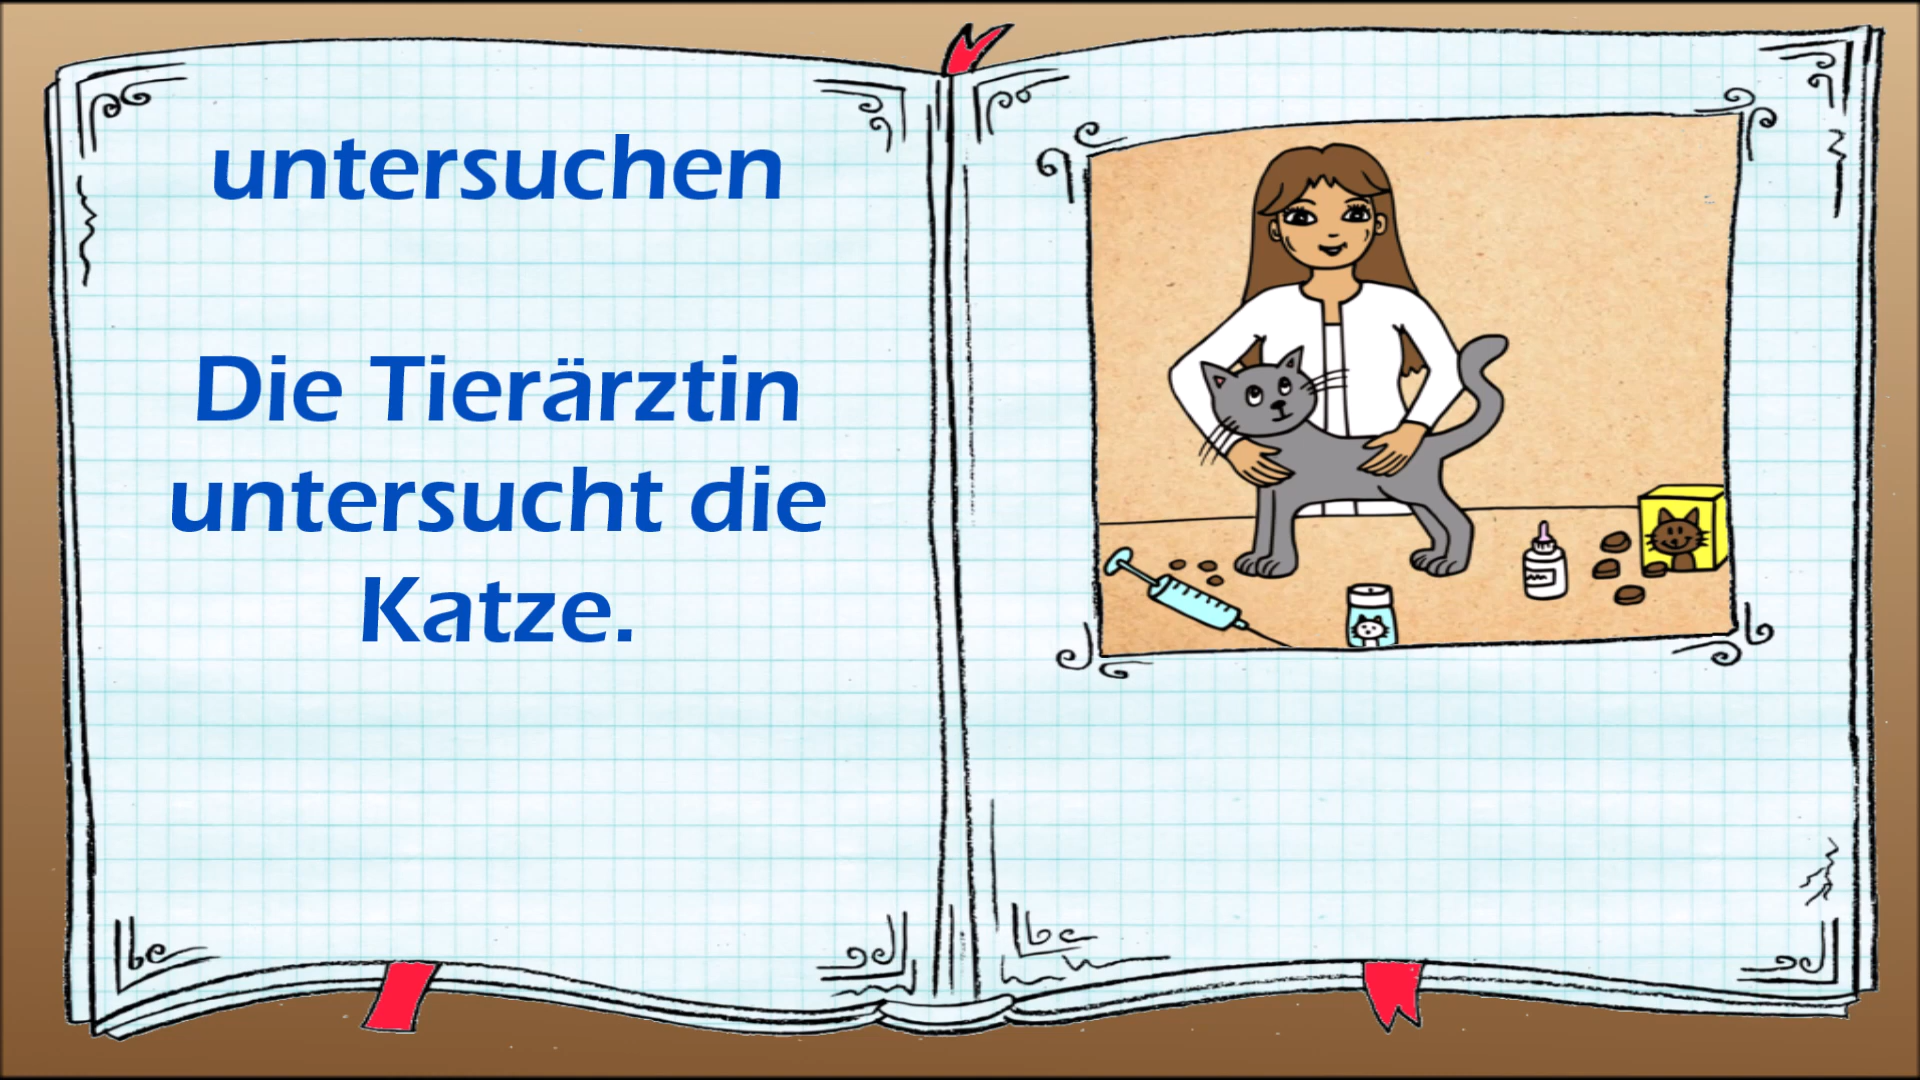 untersuchen
Die Tierärztin
untersucht die
Katze.